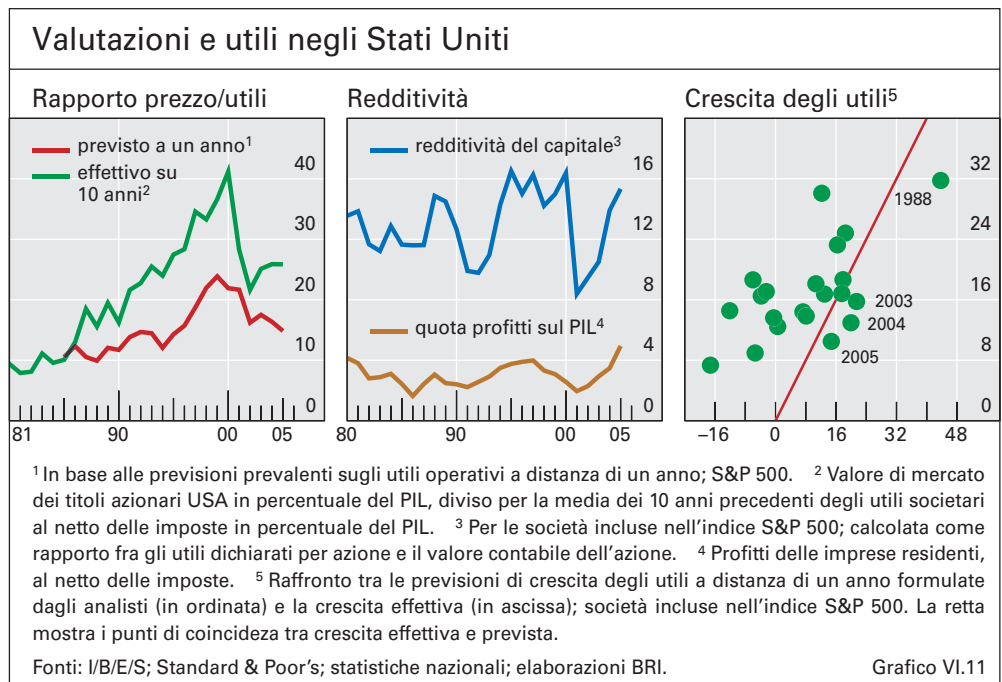 Valutazioni e utili negli Stati Uniti
Rapporto prezzo/utili
previsto a un anno¹
effettivo su
10 anni²
40
30
20
10
0
81 90 00 05
Redditività
redditività del capitale³
quota profitti sul PIL⁴
16
12
8
4
0
80 90 00 05
Crescita degli utili⁵
1988
2003
2004
2005
32
24
16
8
0
–16 0 16 32 48
¹ In base alle previsioni prevalenti sugli utili operativi a distanza di un anno; S&P 500. ² Valore di mercato
dei titoli azionari USA in percentuale del PIL, diviso per la media dei 10 anni precedenti degli utili societari
al netto delle imposte in percentuale del PIL. ³ Per le società incluse nell'indice S&P 500; calcolata come
rapporto fra gli utili dichiarati per azione e il valore contabile dell'azione. ⁴ Profitti delle imprese residenti,
al netto delle imposte. ⁵ Raffronto tra le previsioni di crescita degli utili a distanza di un anno formulate
dagli analisti (in ordinata) e la crescita effettiva (in ascissa); società incluse nell'indice S&P 500. La retta
mostra i punti di coincideza tra crescita effettiva e prevista.
Fonti: I/B/E/S; Standard & Poor's; statistiche nazionali; elaborazioni BRI. Grafico VI.11